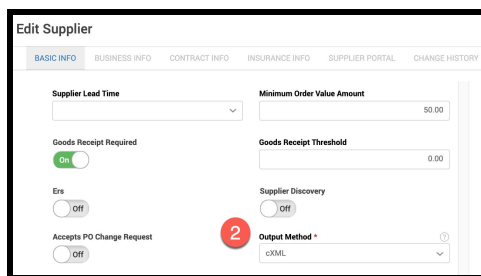 Edit Supplier
BASIC INFO BUSINESS INFO CONTRACT INFO INSURANCE INFO SUPPLIER PORTAL CHANGE HISTORY
Supplier Lead Time Minimum Order Value Amount
50.00
Goods Receipt Required Goods Receipt Threshold
On 0.00
Ers Supplier Discovery
Off Off
Accepts PO Change Request 2 Output Method * ?
Off cXML